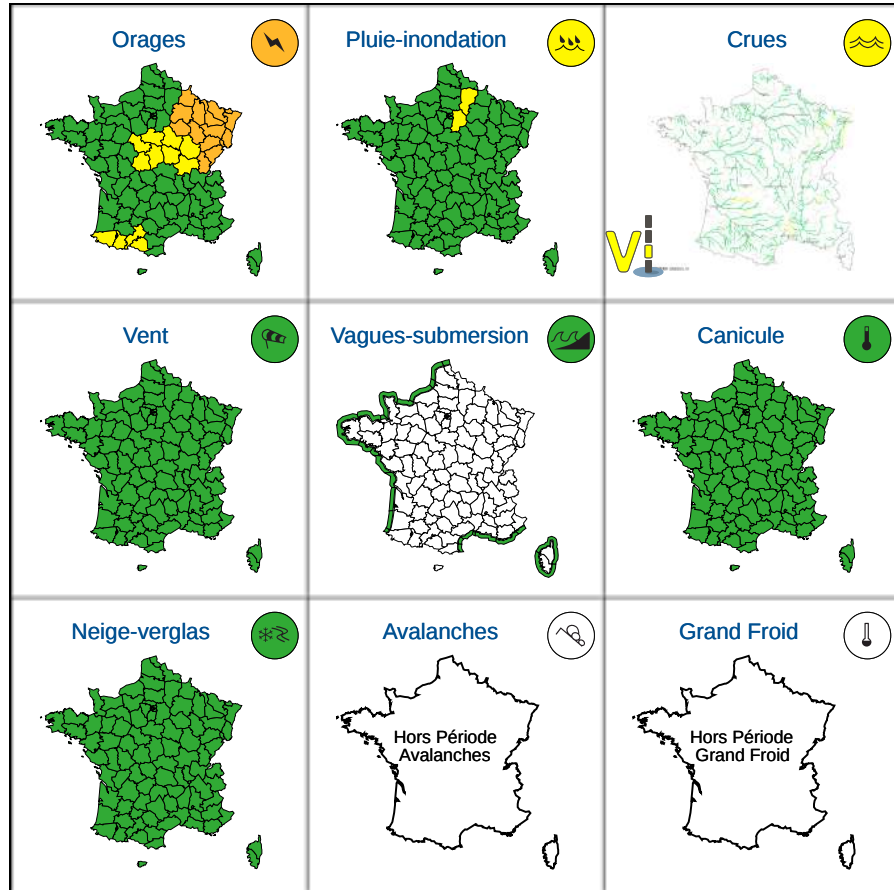 Orages
Pluie-inondation
Crues
Vent
Vagues-submersion
Canicule
Neige-verglas
Avalanches
Grand Froid
Hors Période
Avalanches
Hors Période
Grand Froid